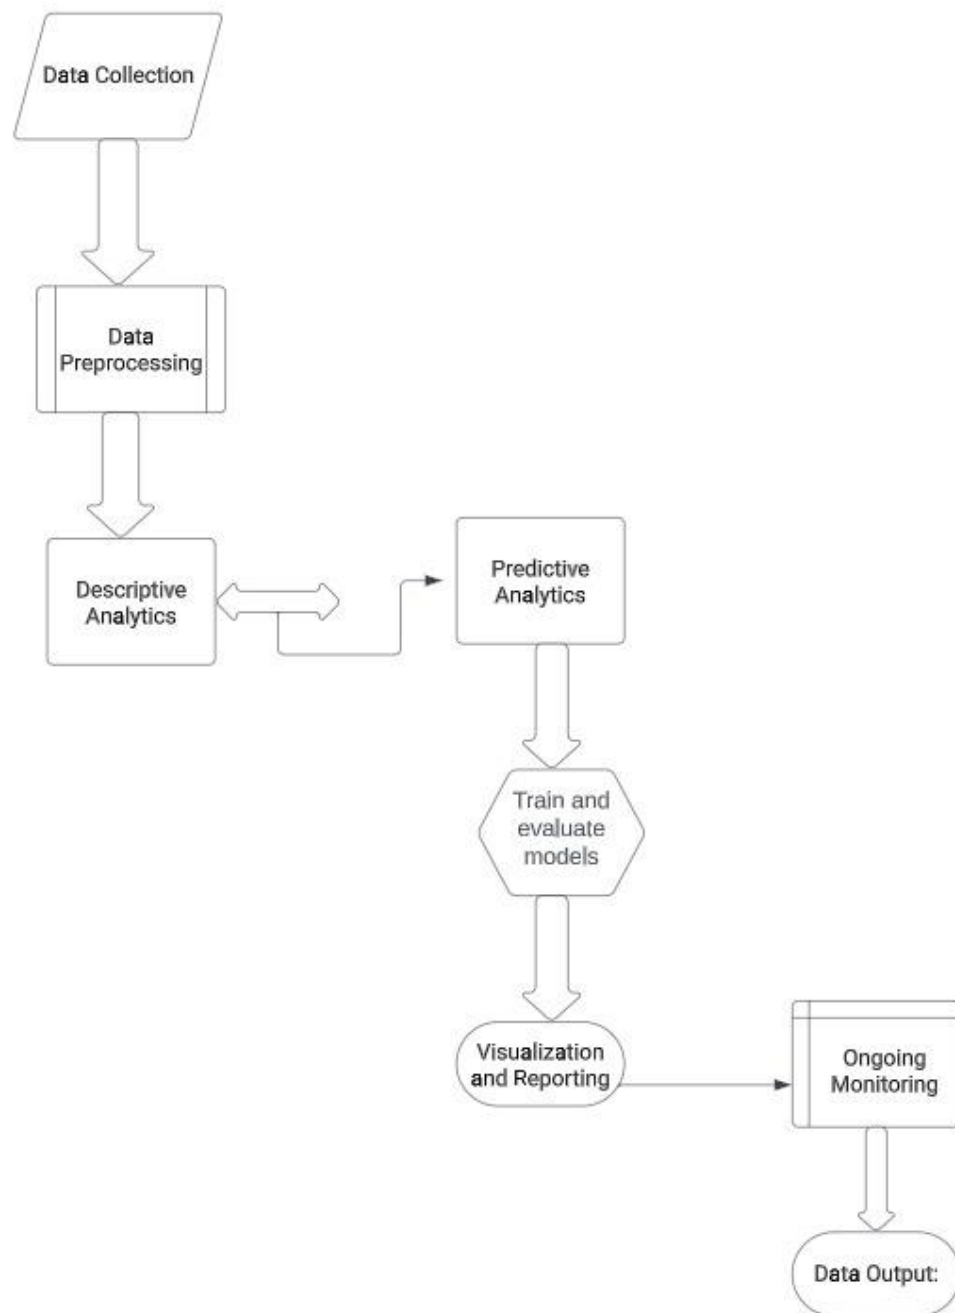 Data Collection
Data
Preprocessing
Descriptive
Analytics
Predictive
Analytics
Train and
evaluate
models
Visualization
and Reporting
Ongoing
Monitoring
Data Output: